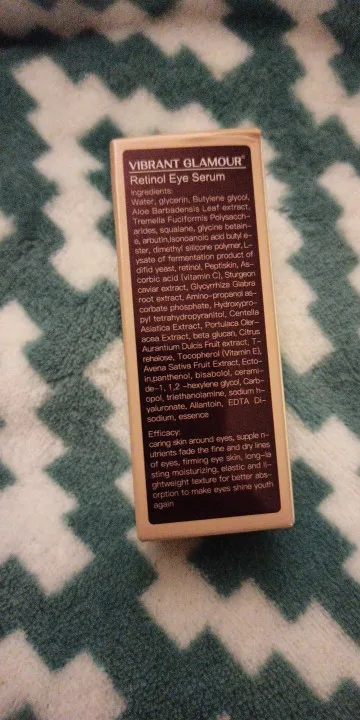 VIBRANT GLAMOUR®
Retinol Eye Serum
Ingredients:
Water, glycerin, Butylene glycol,
Aloe Barbadensis Leaf extract,
Tremella Fuciformis Polysacch-
arides, squalane, glycine betain-
e, arbutin,isononanoic acid butyl e-
ster, dimethyl silicone polymer, L-
ysate of fermentation product of
difid yeast, retinol, Peptiskin, As-
corbic acid (vitamin C), Sturgeon
caviar extract, Glycyrrhiza Glabra
root extract, Amino-propanol as-
corbate phosphate, Hydroxypro-
pyl tetrahydropyranitol, Centella
Asiatica Extract, Portulaca Oler-
acea Extract, beta glucan, Citrus
Aurantium Dulcis Fruit extract, T-
rehalose, Tocopherol (Vitamin E),
Avena Sativa Fruit Extract, Ecto-
in,panthenol, bisabolol, cerami-
de-1, 1,2 -hexylene glycol, Carb-
opol, triethanolamine, sodium h-
yaluronate, Allantoin, EDTA DI-
sodium, essence
Efficacy:
caring skin around eyes, supple n-
utrients fade the fine and dry lines
of eyes, firming eye skin, long-la
sting moisturizing, elastic and li-
ghtweight texture for better abs-
orption to make eyes shine youth
again